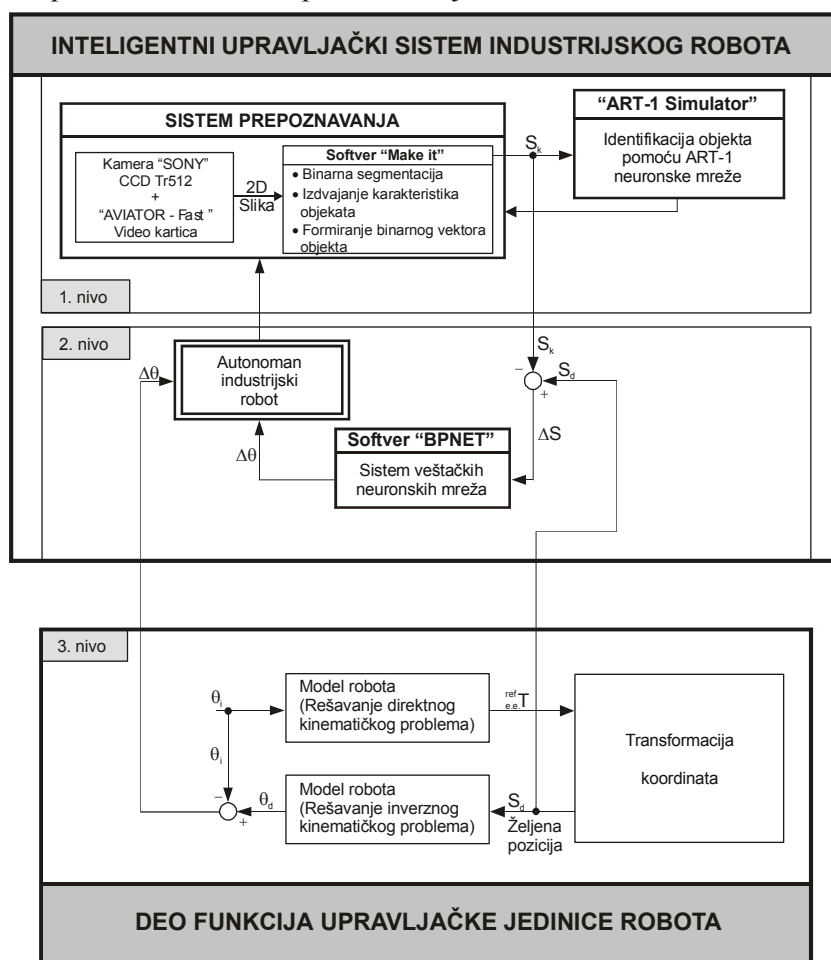 INTELIGENTNI UPRAVLJAČKI SISTEM INDUSTRIJSKOG ROBOTA
SISTEM PREPOZNAVANJA
Kamera “SONY”
CCD Tr512
+
“AVIATOR - Fast ”
Video kartica
2D
Slika
Softver “Make it”
• Binarna segmentacija
• Izdvajanje karakteristika
objekata
• Formiranje binarnog vektora
objekta
Sk
“ART-1 Simulator”
Identifikacija objekta
pomoću ART-1
neuronske mreže
1. nivo
2. nivo
Δθ
Autonoman
industrijski
robot
Sk
−
Sd
+
ΔS
Δθ
Softver “BPNET”
Sistem veštačkih
neuronskih mreža
3. nivo
θi
Model robota
(Rešavanje direktnog
kinematičkog problema)
ref
e.e.T
Transformacija
koordinata
θi
−
+
θd
Model robota
(Rešavanje inverznog
kinematičkog problema)
Sd
Željena
pozicija
DEO FUNKCIJA UPRAVLJAČKE JEDINICE ROBOTA